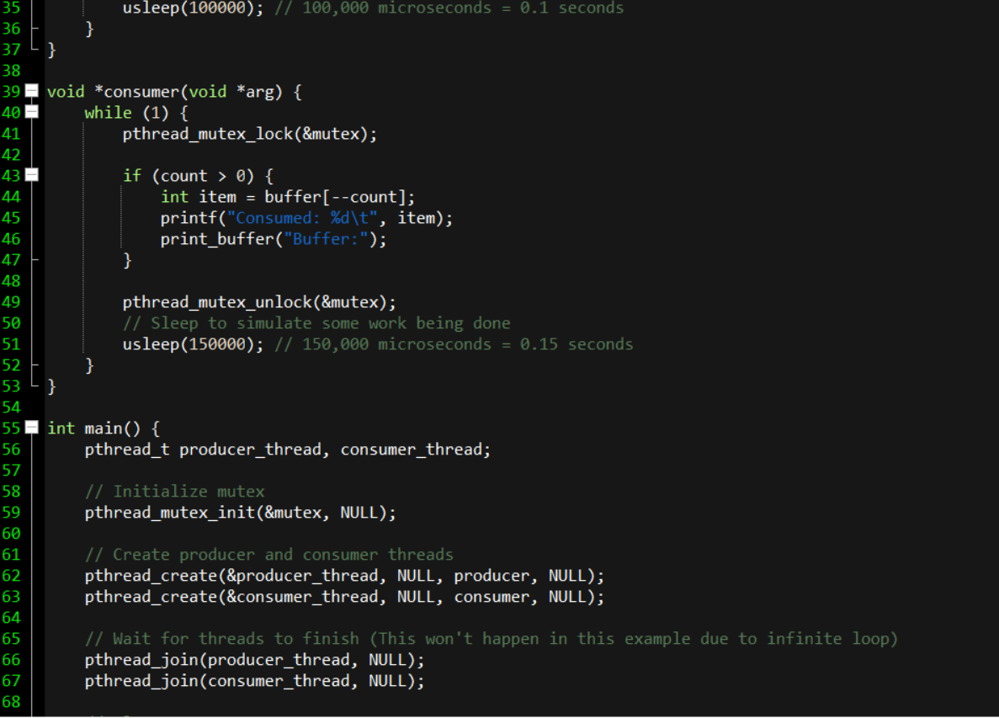 35 usleep(100000); // 100,000 microseconds = 0.1 seconds
36 }
37 }
38
39 void *consumer(void *arg) {
40 while (1) {
41 pthread_mutex_lock(&mutex);
42
43 if (count > 0) {
44 int item = buffer[--count];
45 printf("Consumed: %d\t", item);
46 print_buffer("Buffer:");
47 }
48
49 pthread_mutex_unlock(&mutex);
50 // Sleep to simulate some work being done
51 usleep(150000); // 150,000 microseconds = 0.15 seconds
52 }
53 }
54
55 int main() {
56 pthread_t producer_thread, consumer_thread;
57
58 // Initialize mutex
59 pthread_mutex_init(&mutex, NULL);
60
61 // Create producer and consumer threads
62 pthread_create(&producer_thread, NULL, producer, NULL);
63 pthread_create(&consumer_thread, NULL, consumer, NULL);
64
65 // Wait for threads to finish (This won't happen in this example due to infinite loop)
66 pthread_join(producer_thread, NULL);
67 pthread_join(consumer_thread, NULL);
68